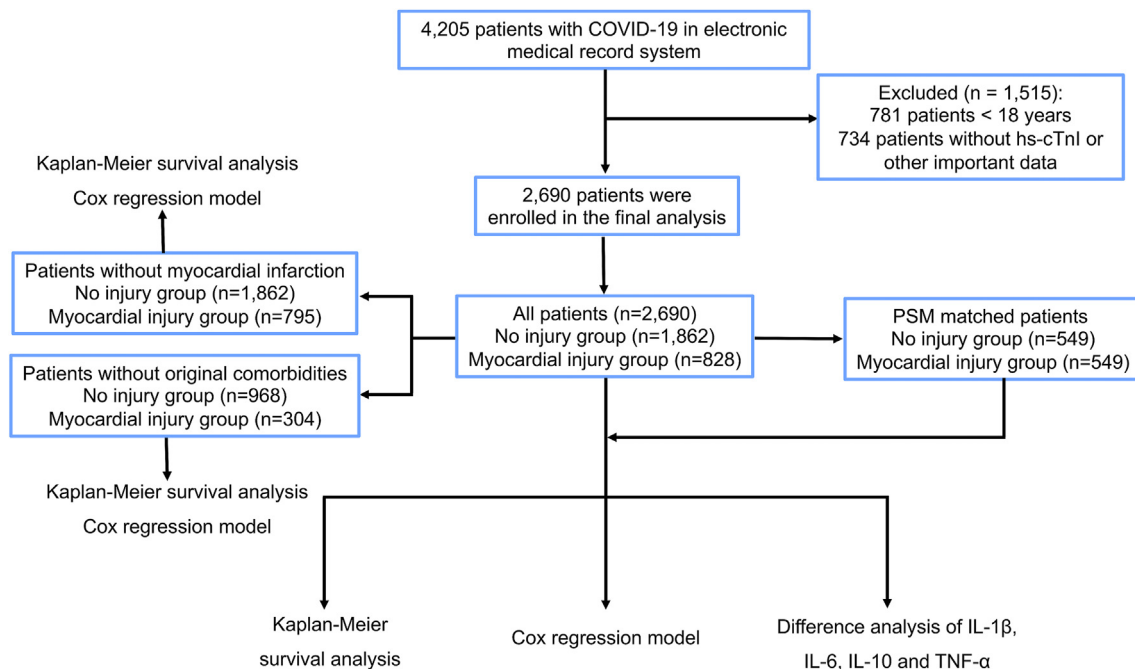 4,205 patients with COVID-19 in electronic
medical record system
Excluded (n = 1,515):
781 patients < 18 years
734 patients without hs-cTnI or
other important data
2,690 patients were
enrolled in the final analysis
Kaplan-Meier survival analysis
Cox regression model
Patients without myocardial infarction
No injury group (n=1,862)
Myocardial injury group (n=795)
All patients (n=2,690)
No injury group (n=1,862)
Myocardial injury group (n=828)
PSM matched patients
No injury group (n=549)
Myocardial injury group (n=549)
Patients without original comorbidities
No injury group (n=968)
Myocardial injury group (n=304)
Kaplan-Meier survival analysis
Cox regression model
Kaplan-Meier
survival analysis
Cox regression model
Difference analysis of IL-1β,
IL-6, IL-10 and TNF-α